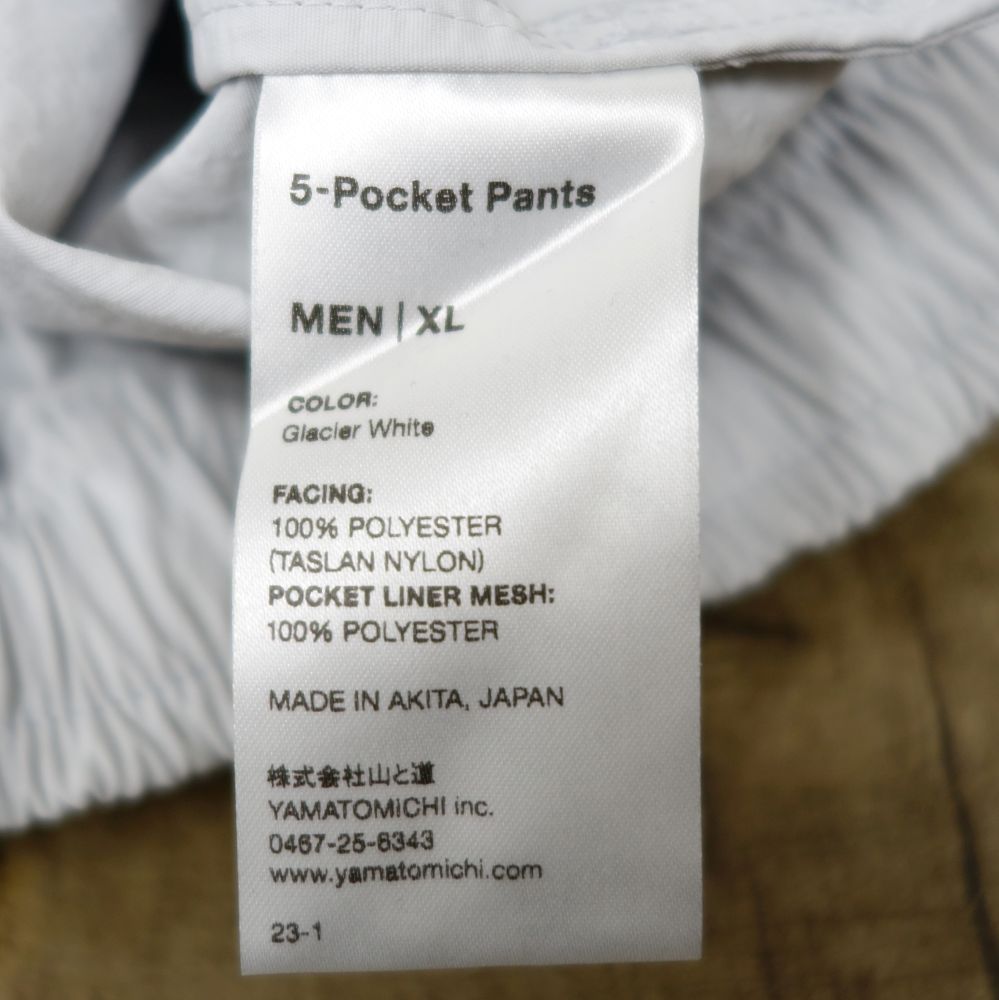 5-Pocket Pants
MEN | XL
COLOR:
Glacier White
FACING:
100% POLYESTER
(TASLAN NYLON)
POCKET LINER MESH:
100% POLYESTER
MADE IN AKITA, JAPAN
株式会社山と道
YAMATOMICHI inc.
0467-25-6343
www.yamatomichi.com
23-1